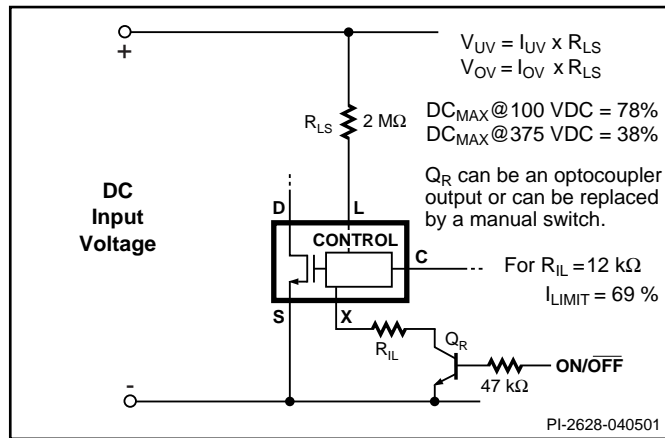 +
V_UV = I_UV x R_LS
V_OV = I_OV x R_LS
R_LS
2 MΩ
DC_MAX@100 VDC = 78%
DC_MAX@375 VDC = 38%
Q_R can be an optocoupler
output or can be replaced
by a manual switch.
DC
Input
Voltage
D
L
CONTROL
C
For R_IL = 12 kΩ
I_LIMIT = 69 %
S
X
R_IL
Q_R
47 kΩ
ON/O̅F̅F̅
-
PI-2628-040501